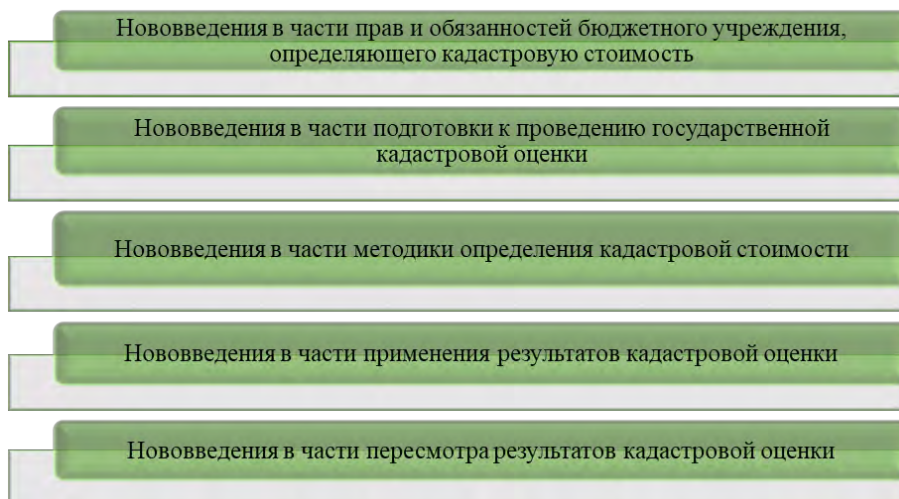 Нововведения в части прав и обязанностей бюджетного учреждения,
определяющего кадастровую стоимость
Нововведения в части подготовки к проведению государственной
кадастровой оценки
Нововведения в части методики определения кадастровой стоимости
Нововведения в части применения результатов кадастровой оценки
Нововведения в части пересмотра результатов кадастровой оценки